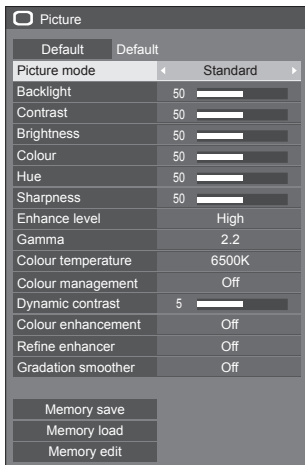 Picture
Default Default
Picture mode Standard
Backlight 50
Contrast 50
Brightness 50
Colour 50
Hue 50
Sharpness 50
Enhance level High
Gamma 2.2
Colour temperature 6500K
Colour management Off
Dynamic contrast 5
Colour enhancement Off
Refine enhancer Off
Gradation smoother Off
Memory save
Memory load
Memory edit